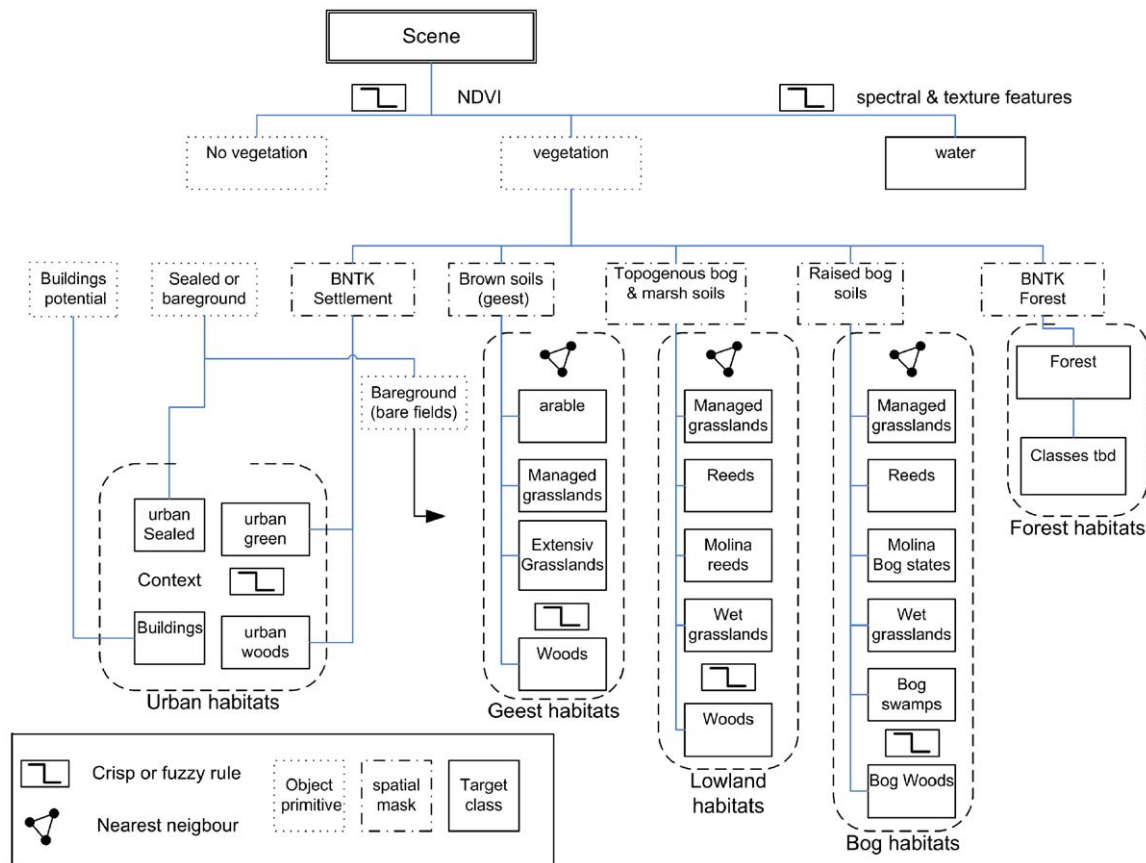 Scene
NDVI
spectral & texture features
No vegetation
vegetation
water
Buildings
potential
Sealed or
bareground
BNTK
Settlement
Brown soils
(geest)
Topogenous bog
& marsh soils
Raised bog
soils
BNTK
Forest
Bareground
(bare fields)
urban
Sealed
urban
green
Context
Buildings
urban
woods
Urban habitats
arable
Managed
grasslands
Extensiv
Grasslands
Woods
Geest habitats
Managed
grasslands
Reeds
Molina
reeds
Wet
grasslands
Woods
Lowland
habitats
Managed
grasslands
Reeds
Molina
Bog states
Wet
grasslands
Bog
swamps
Bog Woods
Bog habitats
Forest
Classes tbd
Forest habitats
Crisp or fuzzy rule
Nearest neigbour
Object
primitive
spatial
mask
Target
class